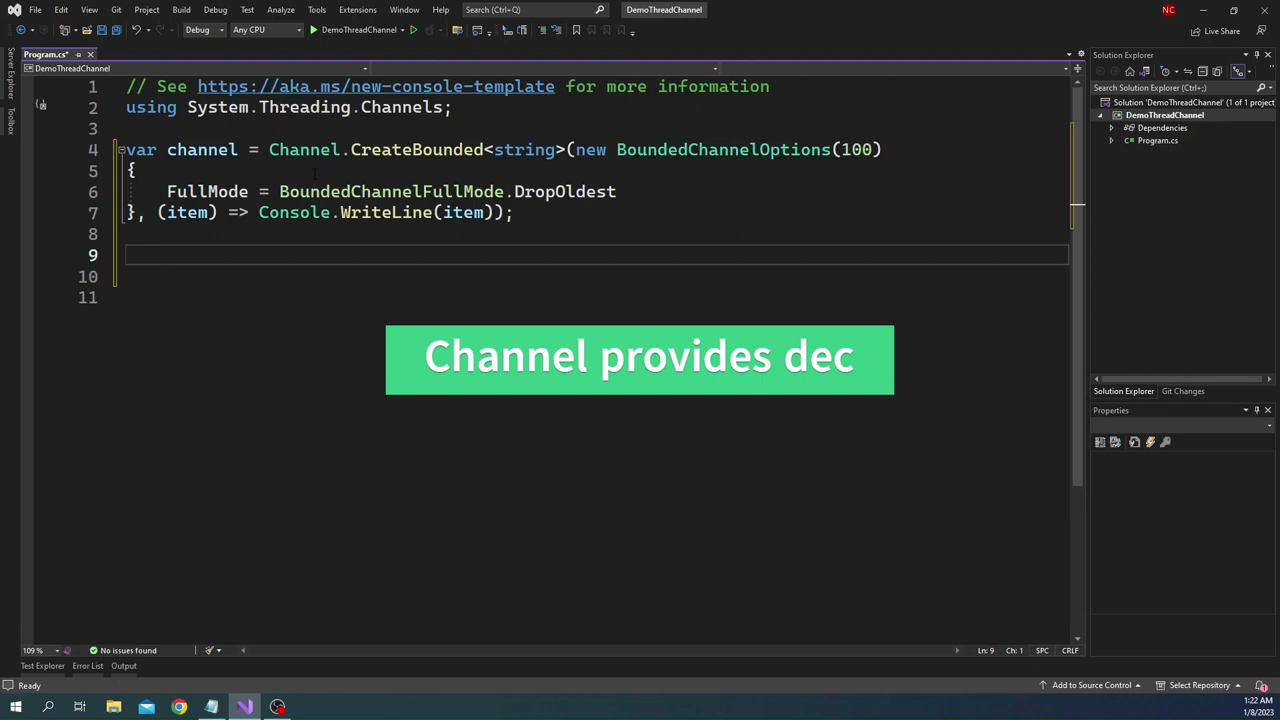 File Edit View Git Project Build Debug Test Analyze Tools Extensions Window Help Search (Ctrl+Q) DemoThreadChannel NC
Debug Any CPU DemoThreadChannel Live Share
Server Explorer
Toolbox
Program.cs*
DemoThreadChannel
1 // See https://aka.ms/new-console-template for more information
2 using System.Threading.Channels;
3
4 var channel = Channel.CreateBounded<string>(new BoundedChannelOptions(100)
5 {
6 FullMode = BoundedChannelFullMode.DropOldest
7 }, (item) => Console.WriteLine(item));
8
9
10
11
Channel provides dec
Solution Explorer
Search Solution Explorer (Ctrl+;)
Solution 'DemoThreadChannel' (1 of 1 project)
DemoThreadChannel
Dependencies
Program.cs
Solution Explorer Git Changes
Properties
109 % No issues found Ln: 9 Ch: 1 SPC CRLF
Test Explorer Error List Output
Ready Add to Source Control Select Repository 1
1:22 AM
1/8/2023